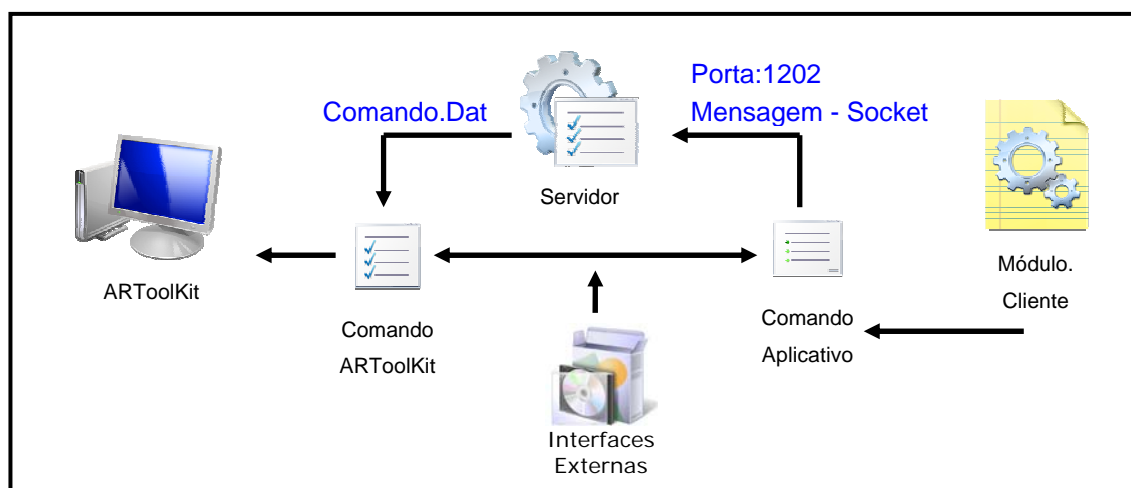 Porta:1202
Comando.Dat
Mensagem - Socket
Servidor
ARToolKit
Módulo.
Cliente
Comando
ARToolKit
Comando
Aplicativo
Interfaces
Externas